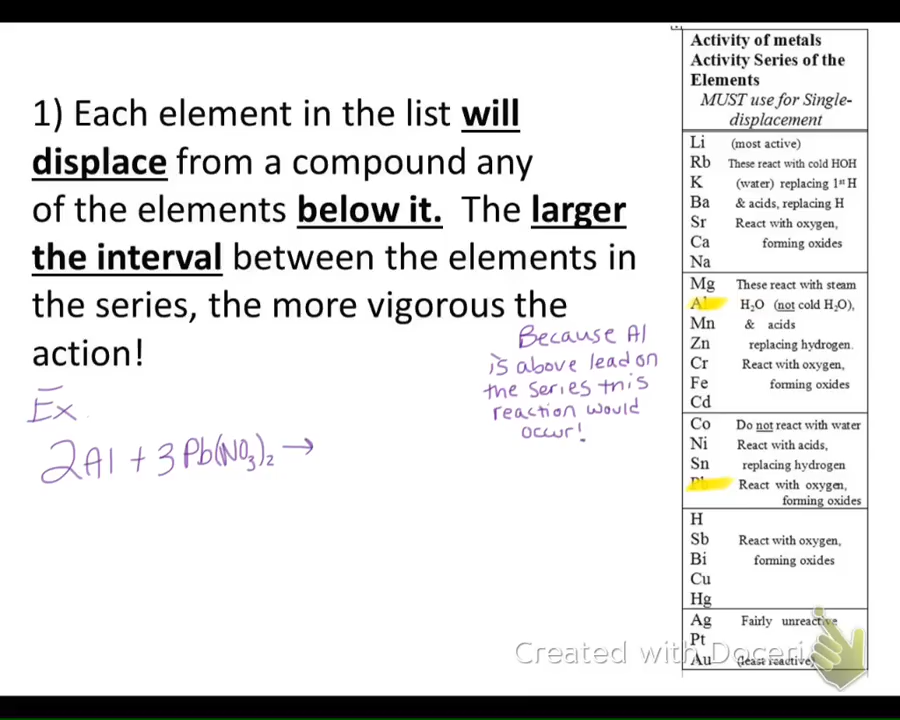 1) Each element in the list will
displace from a compound any
of the elements below it. The larger
the interval between the elements in
the series, the more vigorous the
action!
Because Al
is above lead on
the series this
reaction would
occur!
Ex
2Al + 3Pb(NO₃)₂ →
Activity of metals
Activity Series of the
Elements
MUST use for Single-
displacement
Li (most active)
Rb These react with cold HOH
K (water) replacing 1st H
Ba & acids, replacing H
Sr React with oxygen,
Ca forming oxides
Na
Mg These react with steam
Al H₂O (not cold H₂O),
Mn & acids
Zn replacing hydrogen.
Cr React with oxygen,
Fe forming oxides
Cd
Co Do not react with water
Ni React with acids,
Sn replacing hydrogen
Pb React with oxygen,
forming oxides
H
Sb React with oxygen,
Bi forming oxides
Cu
Hg
Ag Fairly unreactive
Pt
Au (least reactive)
Created with Doceri